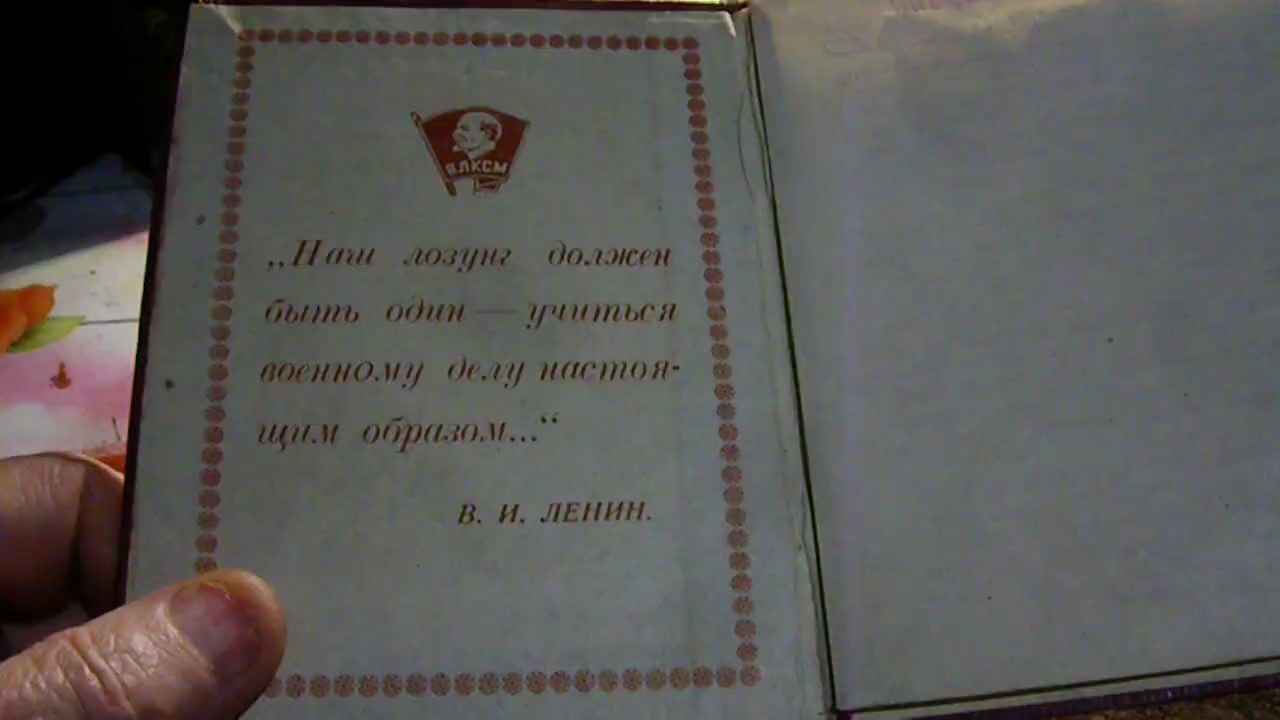 ВЛКСМ
„Наш лозунг должен
быть один — учиться
военному делу настоя-
щим образом...“
В. И. ЛЕНИН.